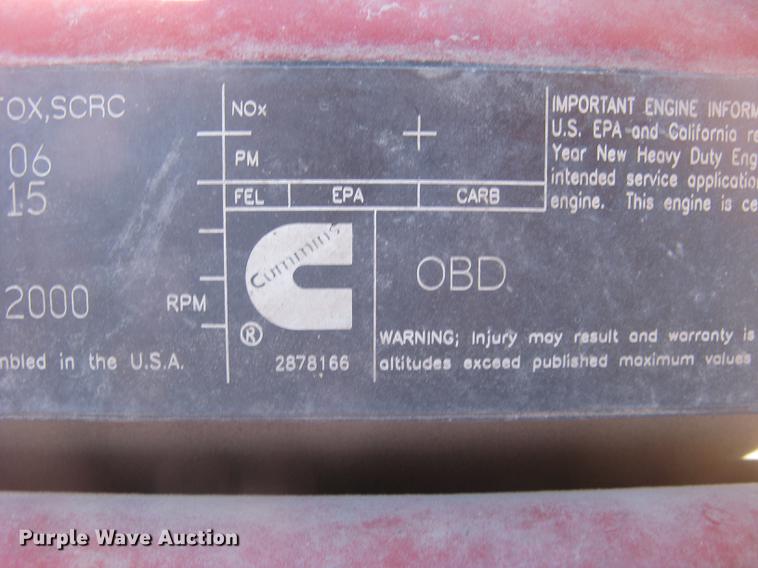 TOX,SCRC
06
15
2000 RPM
mbled in the U.S.A.
NOx
PM
FEL EPA CARB
Cummins
®
2878166
OBD
IMPORTANT ENGINE INFORM
U.S. EPA and California re
Year New Heavy Duty Eng
intended service applicatio
engine. This engine is ce
WARNING; Injury may result and warranty is
altitudes exceed published maximum values
Purple Wave Auction